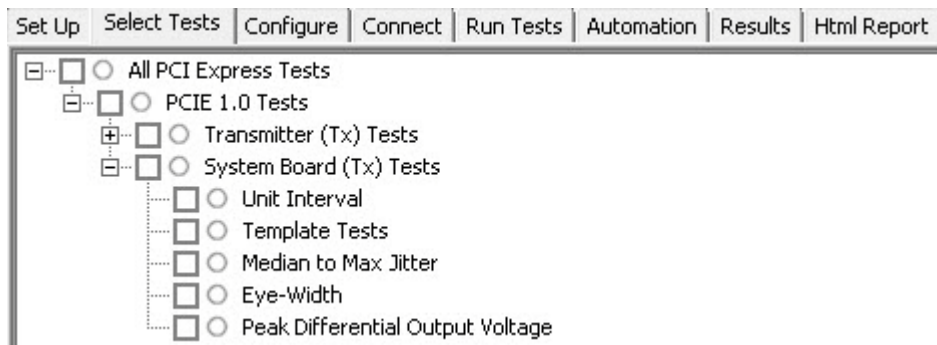 Set Up Select Tests Configure Connect Run Tests Automation Results Html Report
All PCI Express Tests
PCIE 1.0 Tests
Transmitter (Tx) Tests
System Board (Tx) Tests
Unit Interval
Template Tests
Median to Max Jitter
Eye-Width
Peak Differential Output Voltage